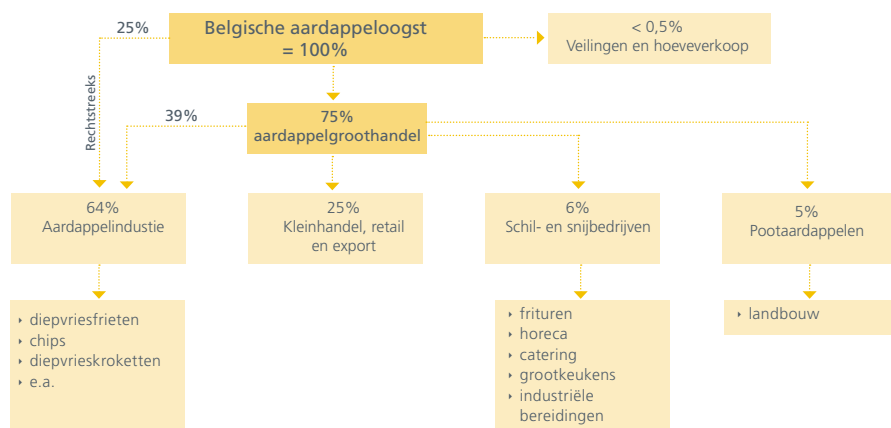 25%
Belgische aardappeloogst
= 100%
< 0,5%
Veilingen en hoeveverkoop
Rechtstreeks
39%
75%
aardappelgroothandel
64%
Aardappelindustie
25%
Kleinhandel, retail
en export
6%
Schil- en snijbedrijven
5%
Pootaardappelen
‣ diepvriesfrieten
‣ chips
‣ diepvrieskroketten
‣ e.a.
‣ frituren
‣ horeca
‣ catering
‣ grootkeukens
‣ industriële
bereidingen
‣ landbouw